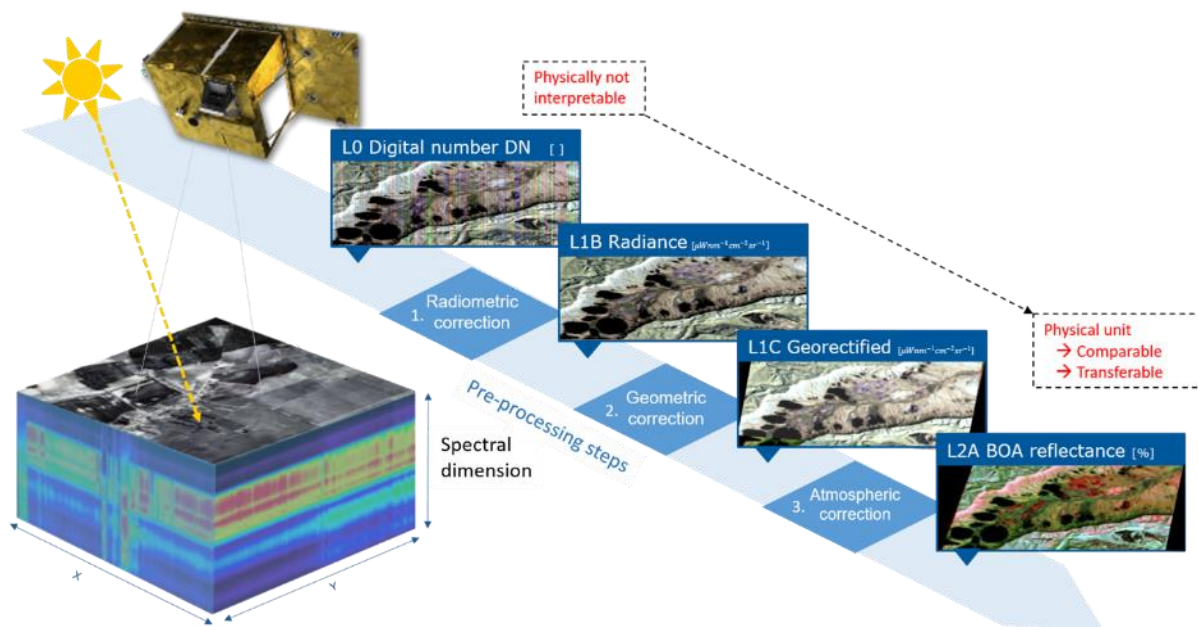 Physically not
interpretable
L0 Digital number DN [ ]
L1B Radiance [μWnm⁻¹cm⁻²sr⁻¹]
1. Radiometric
correction
L1C Georectified [μWnm⁻¹cm⁻²sr⁻¹]
Physical unit
→ Comparable
→ Transferable
2. Geometric
correction
Pre-processing steps
L2A BOA reflectance [%]
Spectral
dimension
3. Atmospheric
correction
X
Y